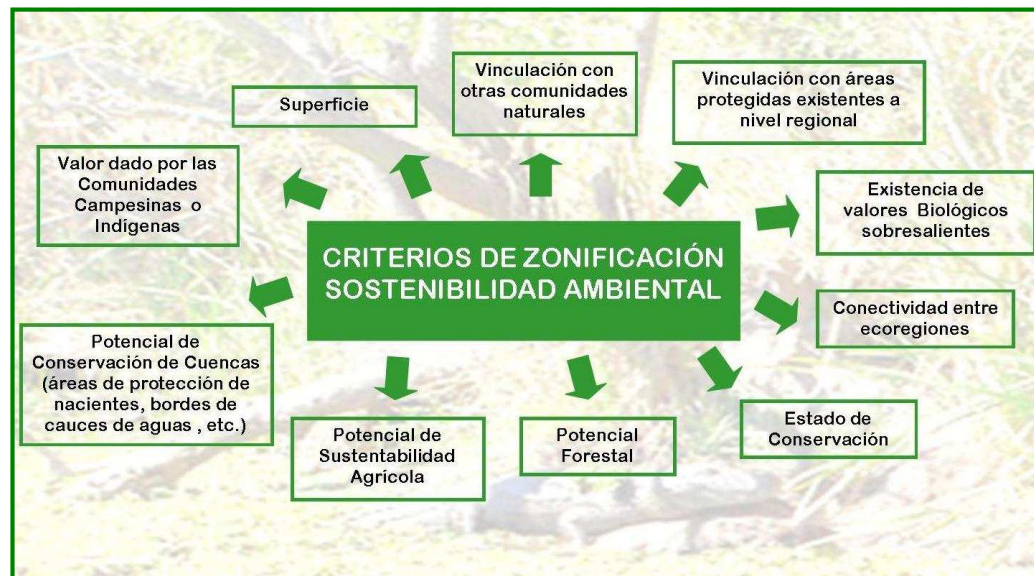 Superficie
Vinculación con
otras comunidades
naturales
Vinculación con áreas
protegidas existentes a
nivel regional
Valor dado por las
Comunidades
Campesinas o
Indígenas
Existencia de
valores Biológicos
sobresalientes
CRITERIOS DE ZONIFICACIÓN
SOSTENIBILIDAD AMBIENTAL
Conectividad entre
ecoregiones
Potencial de
Conservación de Cuencas
(áreas de protección de
nacientes, bordes de
cauces de aguas , etc.)
Potencial de
Sustentabilidad
Agrícola
Potencial
Forestal
Estado de
Conservación